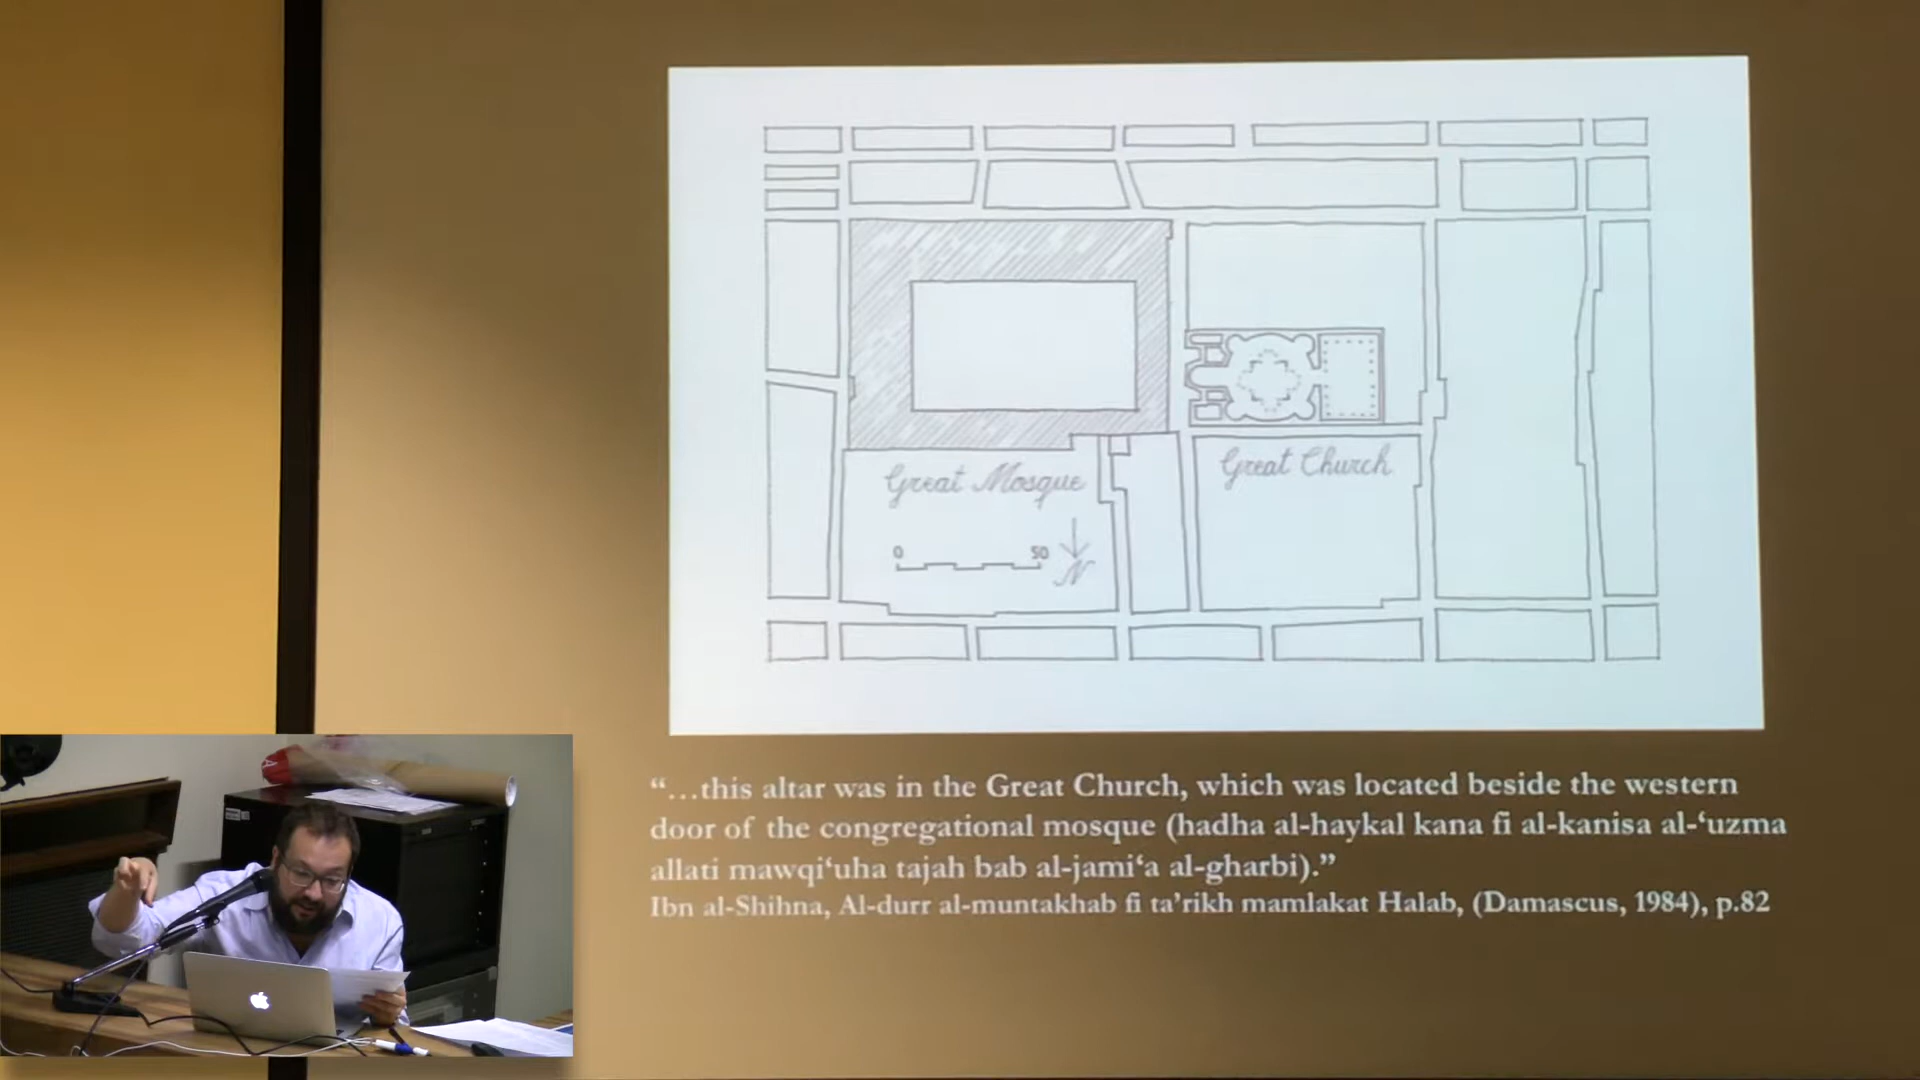 Great Mosque
Great Church
0 50
N
“…this altar was in the Great Church, which was located beside the western
door of the congregational mosque (hadha al-haykal kana fi al-kanisa al-‘uzma
allati mawqi‘uha tajah bab al-jami‘a al-gharbi).”
Ibn al-Shihna, Al-durr al-muntakhab fi ta’rikh mamlakat Halab, (Damascus, 1984), p.82